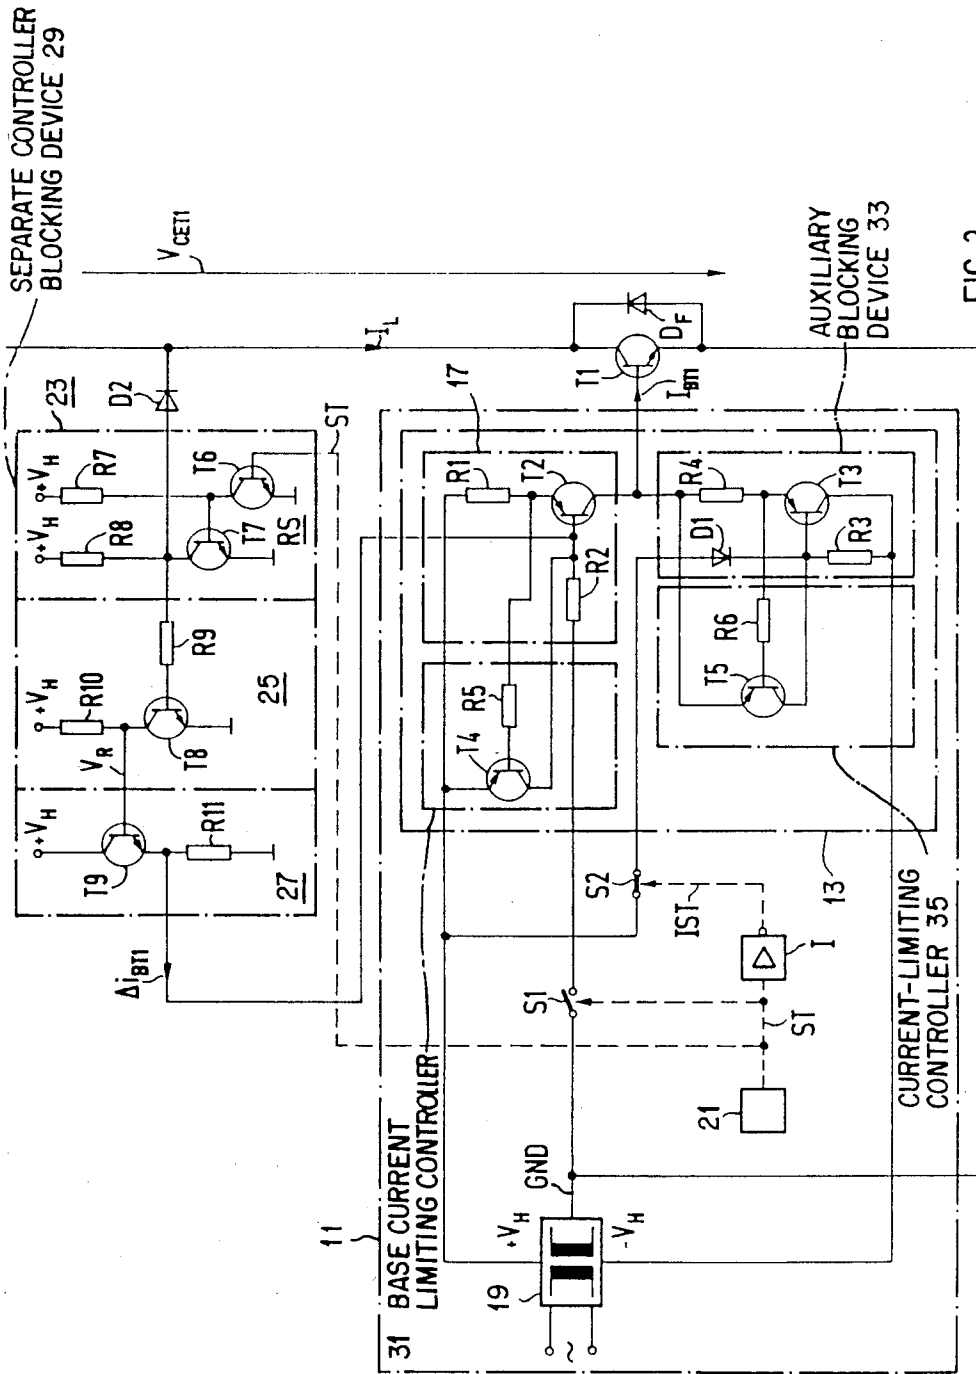 SEPARATE CONTROLLER
BLOCKING DEVICE 29
V_CET1
23
+V_H
R7
+V_H
R8
T6
T7
RS
D2
ST
I_L
+V_H
R10
R9
25
V_R
T8
+V_H
T9
R11
27
Δi_BT1
17
R1
T2
R2
T1
D_F
I_BT1
AUXILIARY
BLOCKING
DEVICE 33
R4
T3
D1
R3
R5
T4
R6
T5
13
S2
IST
S1
I
ST
21
CURRENT-LIMITING
CONTROLLER 35
GND
11
31 BASE CURRENT
LIMITING CONTROLLER
+V_H
-V_H
19
~